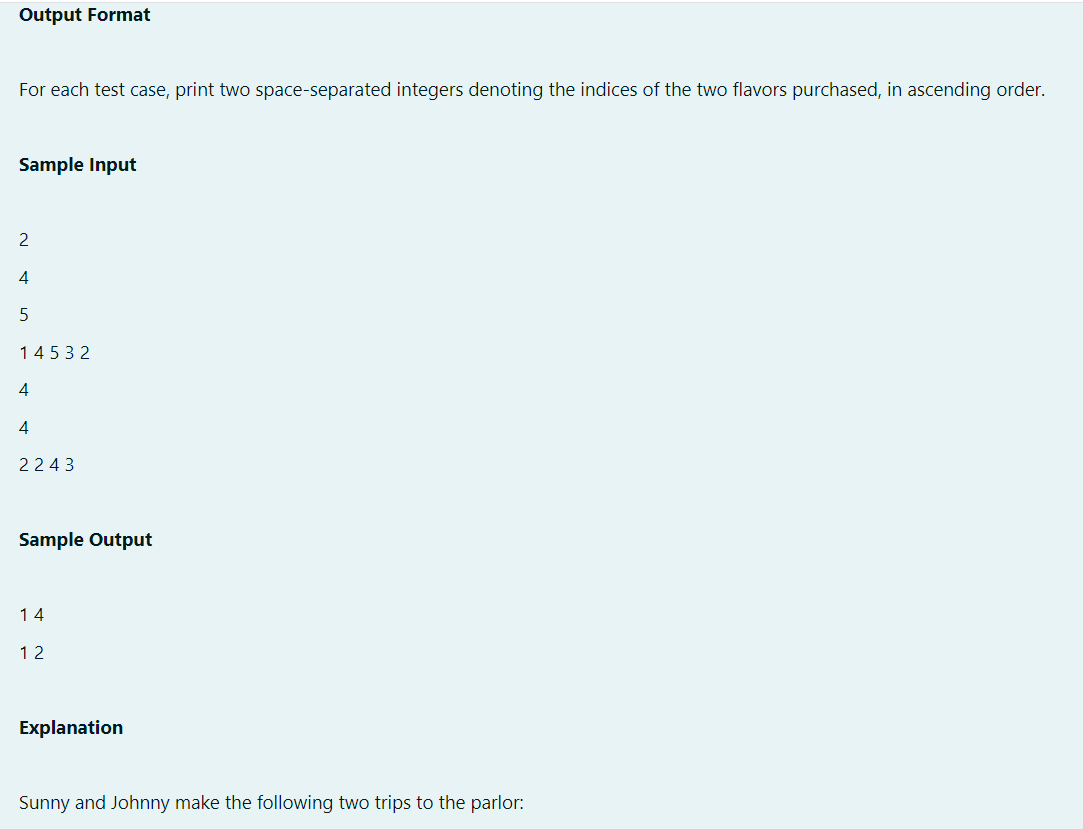 Output Format
For each test case, print two space-separated integers denoting the indices of the two flavors purchased, in ascending order.
Sample Input
2
4
5
1 4 5 3 2
4
4
2 2 4 3
Sample Output
1 4
1 2
Explanation
Sunny and Johnny make the following two trips to the parlor: